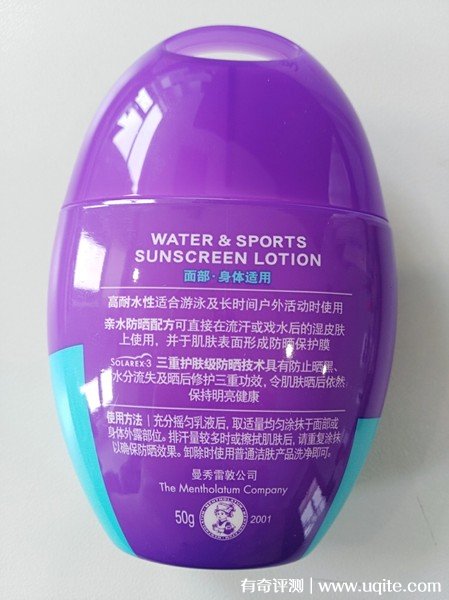 WATER & SPORTS
SUNSCREEN LOTION
面部·身体适用
高耐水性适合游泳及长时间户外活动时使用
亲水防晒配方可直接在流汗或戏水后的湿皮肤
上使用，并于肌肤表面形成防晒保护膜
SOLAREX-3 三重护肤级防晒技术具有防止晒黑、
水分流失及晒后修护三重功效，令肌肤晒后依然
保持明亮健康
使用方法｜充分摇匀乳液后，取适量均匀涂抹于面部或
身体外露部位。排汗量较多时或擦拭肌肤后，请重复涂抹
以确保防晒效果。卸除时使用普通洁肤产品洗净即可。
曼秀雷敦公司
The Mentholatum Company
50g 2001
有奇评测｜www.uqite.com